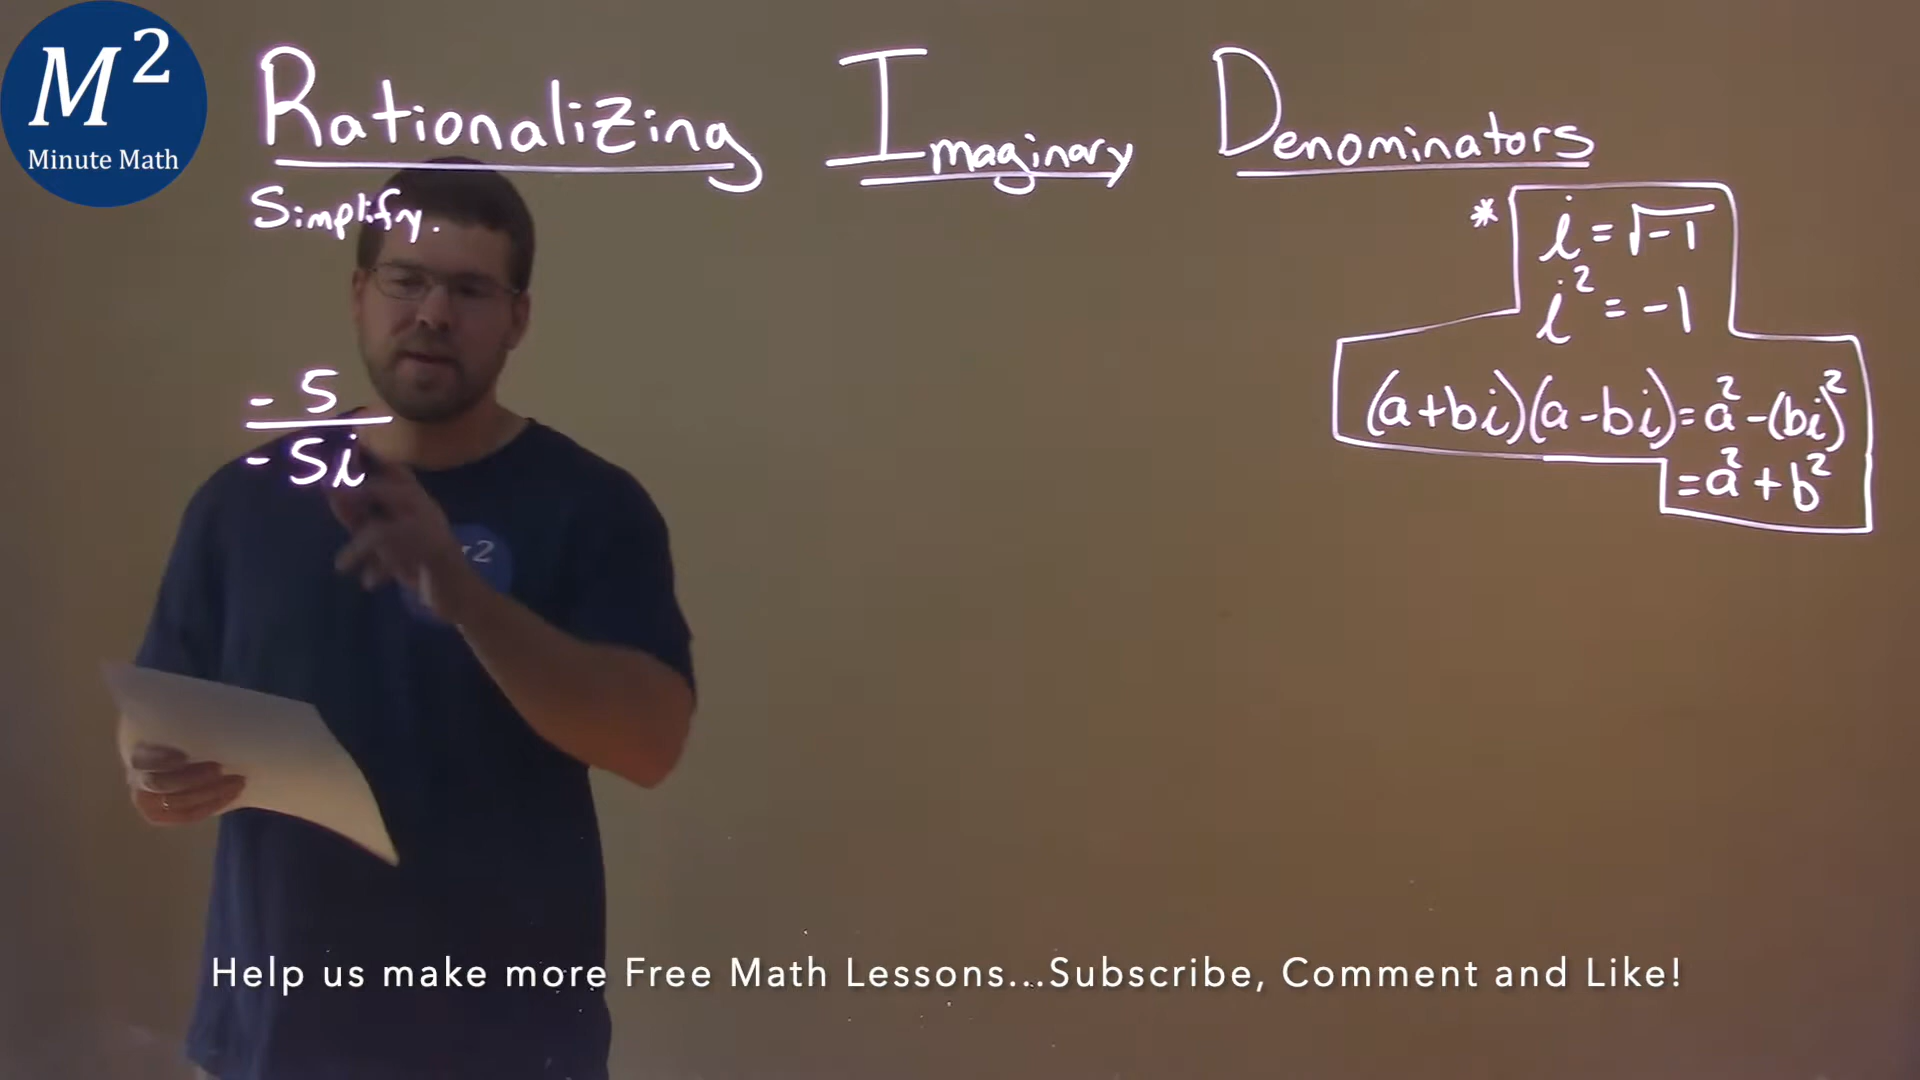 M²
Minute Math
Rationalizing Imaginary Denominators
Simplify.
* i = √-1
i² = -1
(a+bi)(a-bi) = a² - (bi)²
= a² + b²
-5
-5i
2
Help us make more Free Math Lessons...Subscribe, Comment and Like!